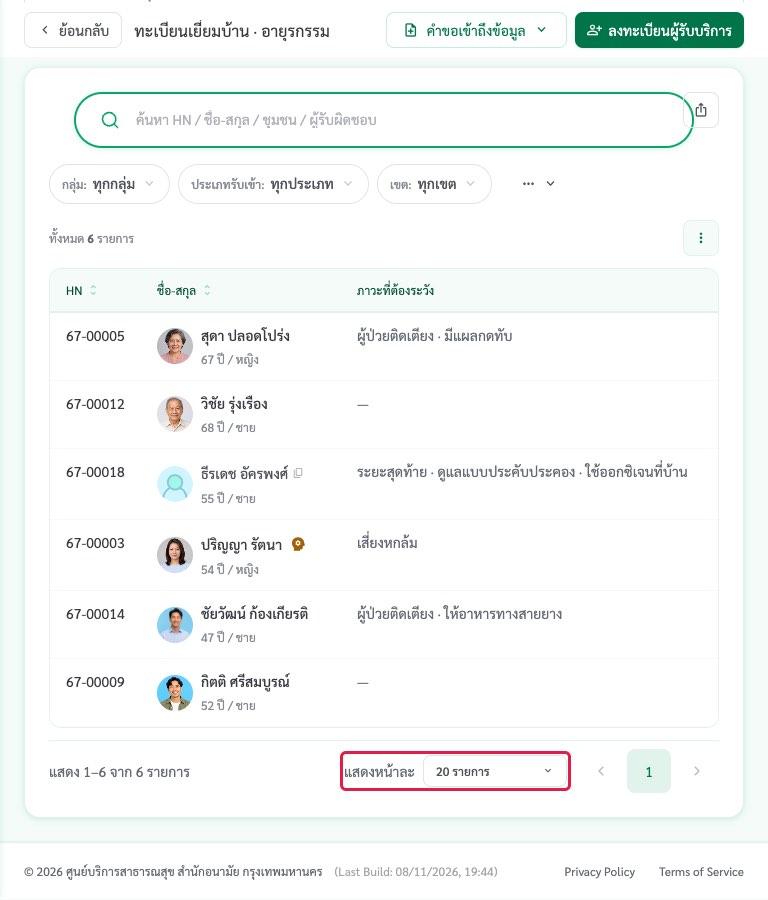 ย้อนกลับ ทะเบียนเยี่ยมบ้าน · อายุรกรรม คำขอเข้าถึงข้อมูล ลงทะเบียนผู้รับบริการ
ค้นหา HN / ชื่อ-สกุล / ชุมชน / ผู้รับผิดชอบ
กลุ่ม: ทุกกลุ่ม ประเภทรับเข้า: ทุกประเภท เขต: ทุกเขต ···
ทั้งหมด 6 รายการ
HN ชื่อ-สกุล ภาวะที่ต้องระวัง
67-00005 สุดา ปลอดโปร่ง ผู้ป่วยติดเตียง · มีแผลกดทับ
67 ปี / หญิง
67-00012 วิชัย รุ่งเรือง —
68 ปี / ชาย
67-00018 ธีรเดช อัครพงศ์ ระยะสุดท้าย · ดูแลแบบประคับประคอง · ใช้ออกซิเจนที่บ้าน
55 ปี / ชาย
67-00003 ปริญญา รัตนา เสี่ยงหกล้ม
54 ปี / หญิง
67-00014 ชัยวัฒน์ ก้องเกียรติ ผู้ป่วยติดเตียง · ให้อาหารทางสายยาง
47 ปี / ชาย
67-00009 กิตติ ศรีสมบูรณ์ —
52 ปี / ชาย
แสดง 1–6 จาก 6 รายการ แสดงหน้าละ 20 รายการ 1
© 2026 ศูนย์บริการสาธารณสุข สำนักอนามัย กรุงเทพมหานคร (Last Build: 08/11/2026, 19:44) Privacy Policy Terms of Service